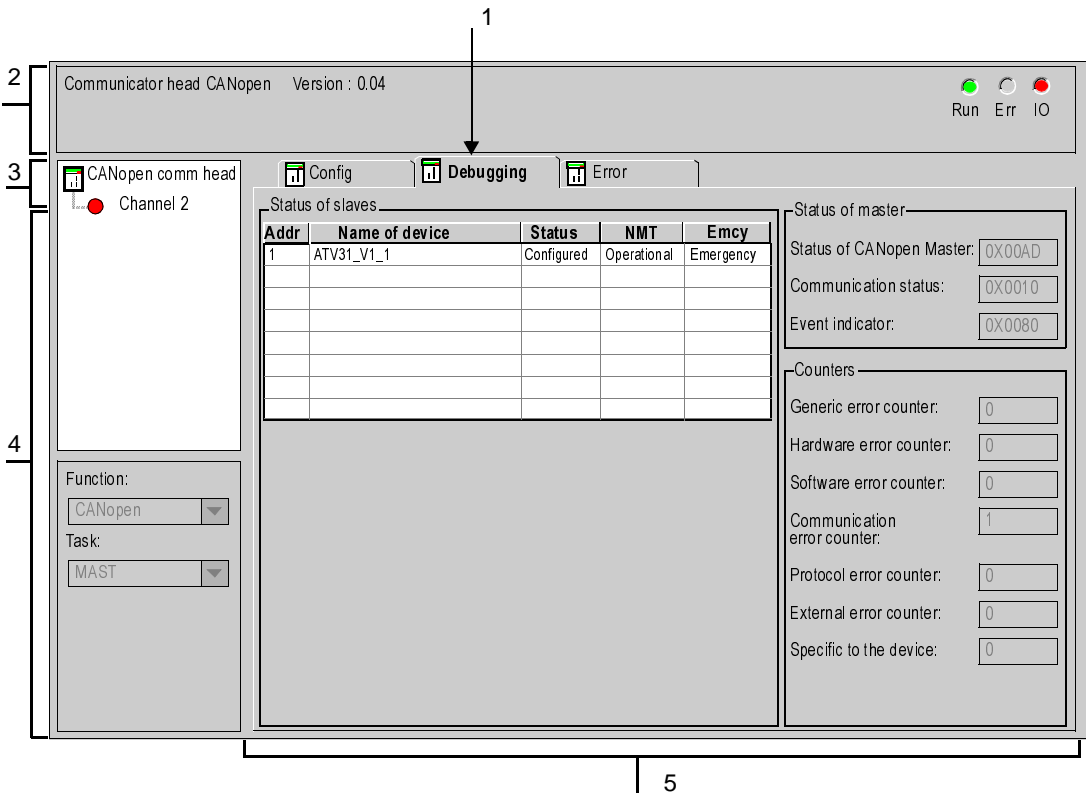 1
2
Communicator head CANopen Version : 0.04
Run Err IO
3
CANopen comm head
Channel 2
Config
Debugging
Error
4
Function:
CANopen
Task:
MAST
Status of slaves
Addr Name of device Status NMT Emcy
1 ATV31_V1_1 Configured Operational Emergency
Status of master
Status of CANopen Master: 0X00AD
Communication status: 0X0010
Event indicator: 0X0080
Counters
Generic error counter: 0
Hardware error counter: 0
Software error counter: 0
Communication
error counter: 1
Protocol error counter: 0
External error counter: 0
Specific to the device: 0
5